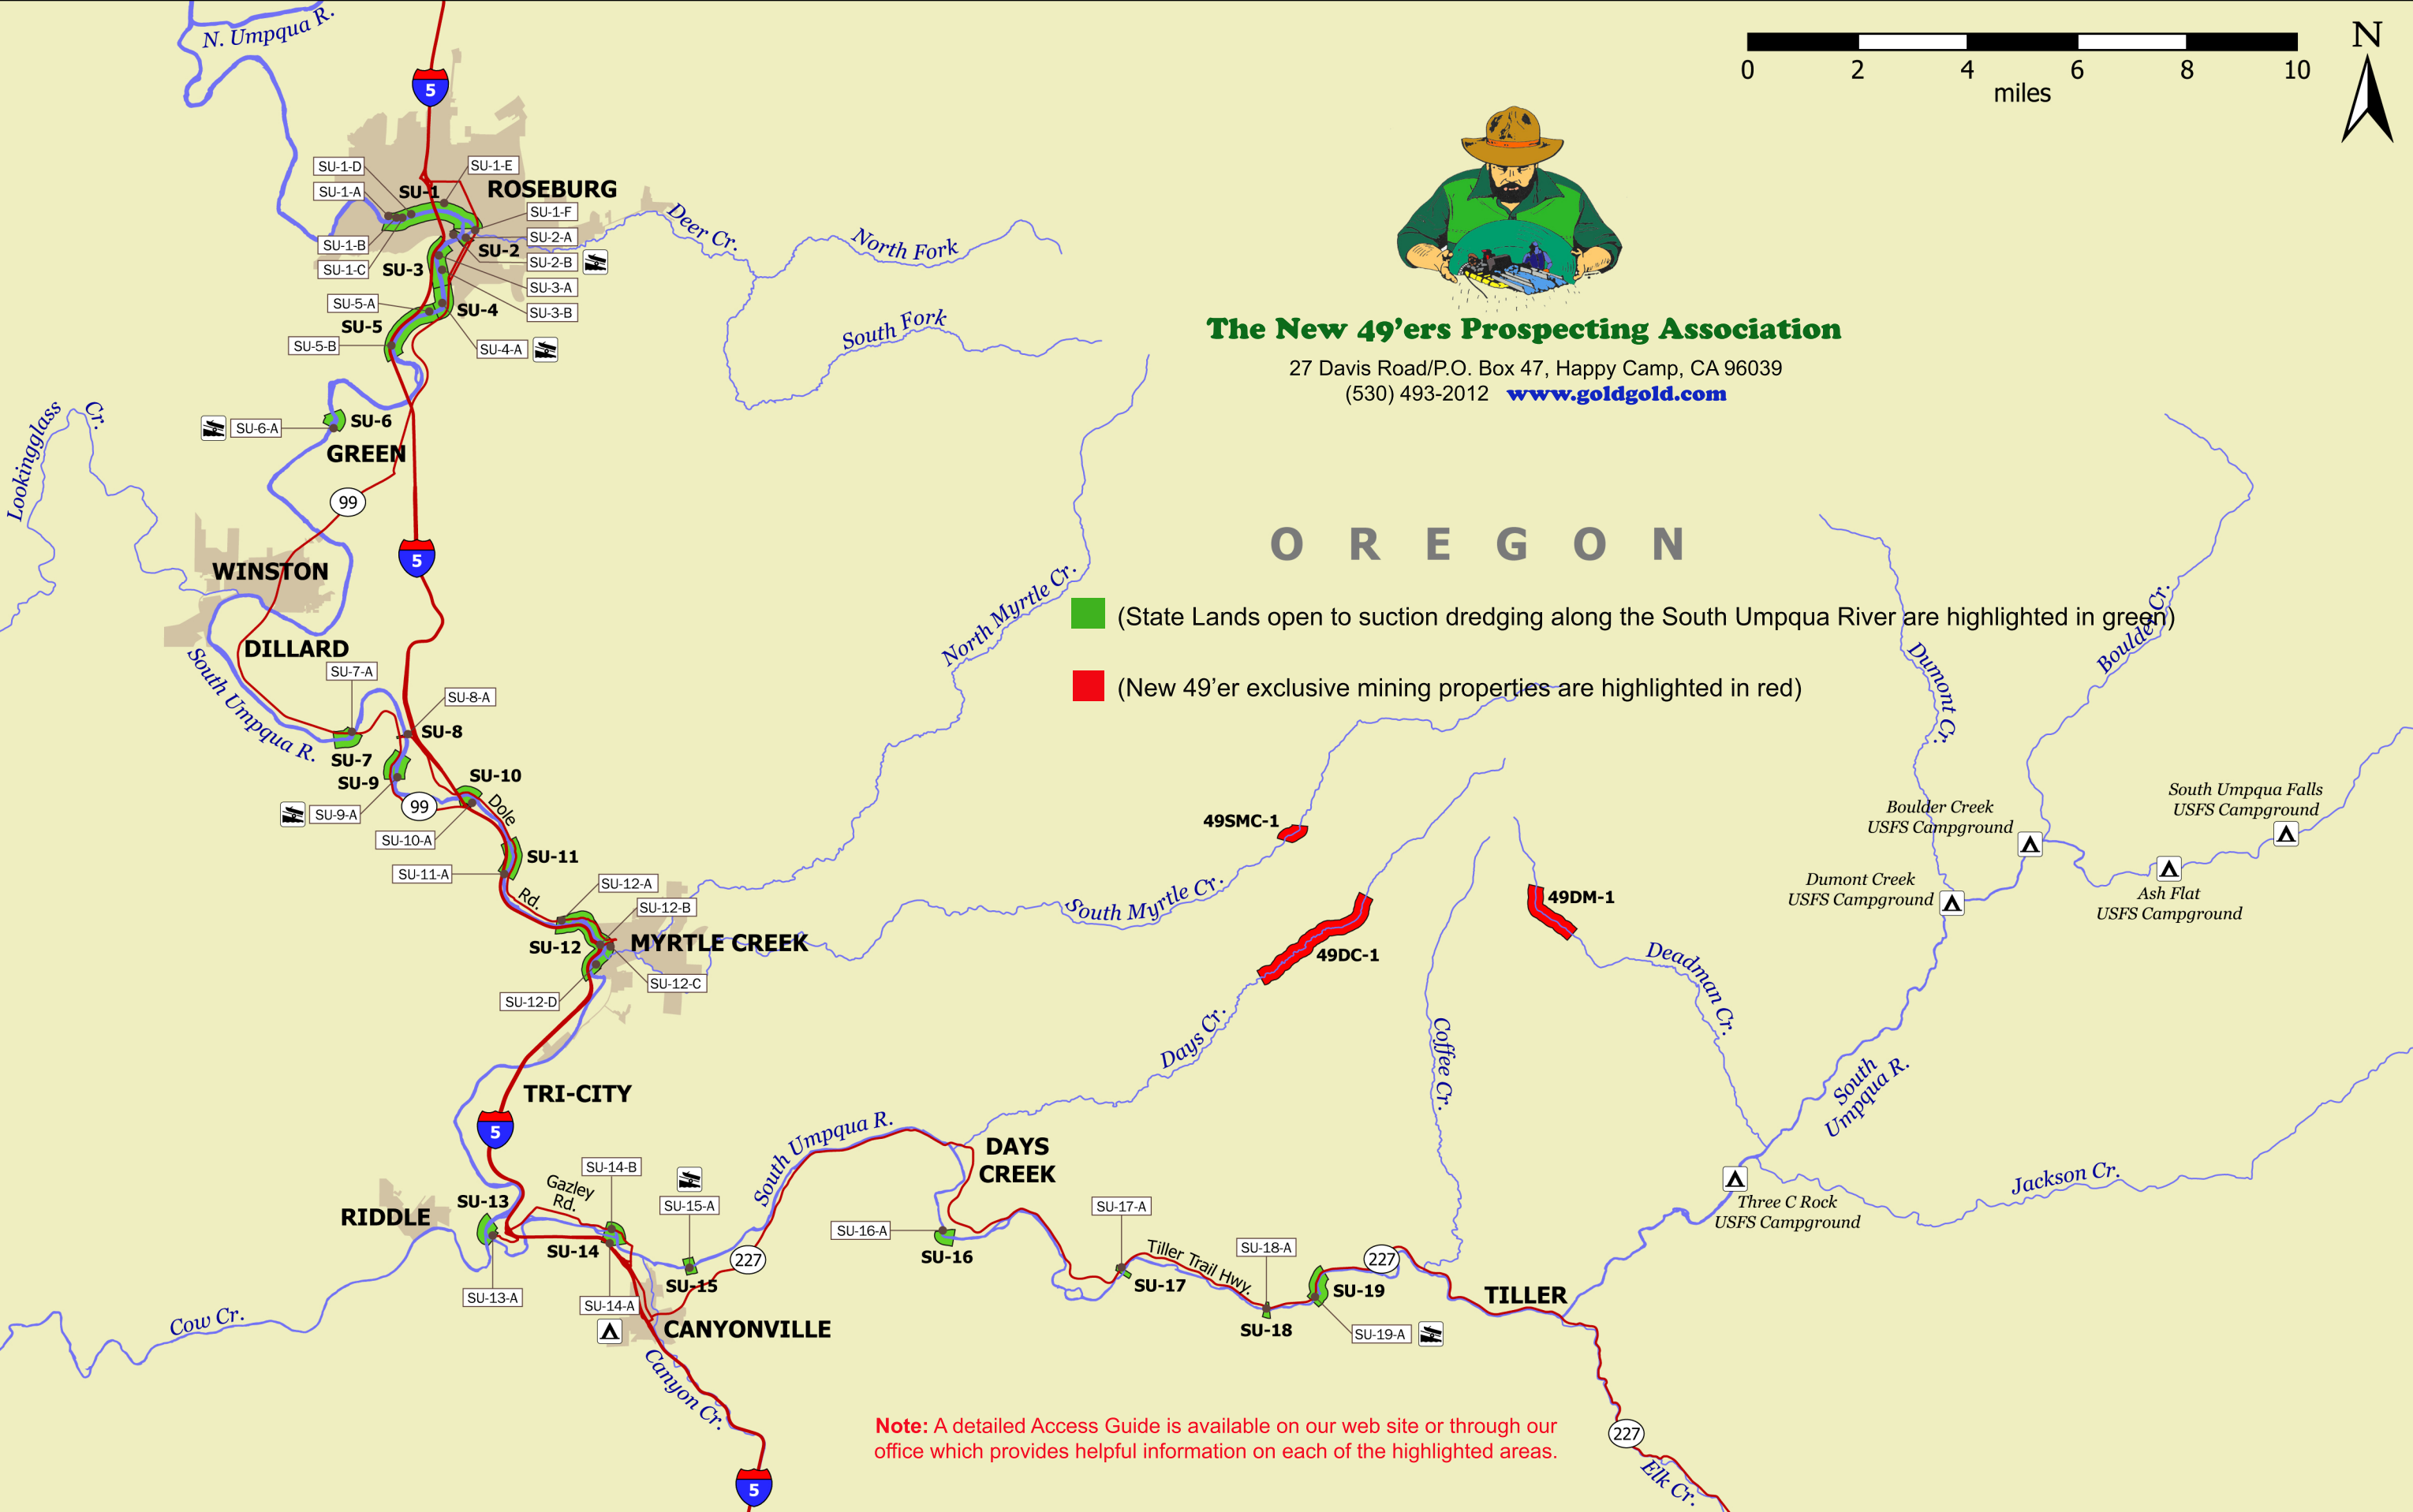 N. Umpqua R.
5
0 2 4 6 8 10
miles
N
SU-1-D
SU-1-A
SU-1
SU-1-E
ROSEBURG
SU-1-F
SU-2-A
SU-1-B
SU-2
SU-2-B
SU-1-C
SU-3
SU-3-A
SU-5-A
SU-4
SU-3-B
SU-5
SU-5-B
SU-4-A
Deer Cr.
North Fork
South Fork
The New 49'ers Prospecting Association
27 Davis Road/P.O. Box 47, Happy Camp, CA 96039
(530) 493-2012 www.goldgold.com
Lookingglass Cr.
SU-6-A
SU-6
GREEN
99
5
OREGON
WINSTON
DILLARD
South Umpqua R.
North Myrtle Cr.
(State Lands open to suction dredging along the South Umpqua River are highlighted in green)
(New 49'er exclusive mining properties are highlighted in red)
Dumont Cr.
Boulder Cr.
SU-7-A
SU-8-A
SU-8
SU-7
SU-9
SU-10
99
Dole
SU-9-A
SU-10-A
SU-11
SU-11-A
Rd.
SU-12-A
SU-12-B
SU-12
MYRTLE CREEK
SU-12-C
SU-12-D
49SMC-1
South Myrtle Cr.
49DC-1
49DM-1
Days Cr.
Coffee Cr.
Deadman Cr.
Boulder Creek
USFS Campground
South Umpqua Falls
USFS Campground
Dumont Creek
USFS Campground
Ash Flat
USFS Campground
South
Umpqua R.
TRI-CITY
5
South Umpqua R.
DAYS
CREEK
Jackson Cr.
Three C Rock
USFS Campground
RIDDLE
SU-13
Gazley
Rd.
SU-14-B
SU-15-A
SU-14
SU-15
227
SU-13-A
SU-14-A
CANYONVILLE
Cow Cr.
Canyon Cr.
SU-16-A
SU-16
SU-17-A
SU-17
Tiller Trail Hwy.
SU-18-A
SU-18
227
SU-19
SU-19-A
TILLER
Note: A detailed Access Guide is available on our web site or through our
office which provides helpful information on each of the highlighted areas.
227
Elk Cr.
5